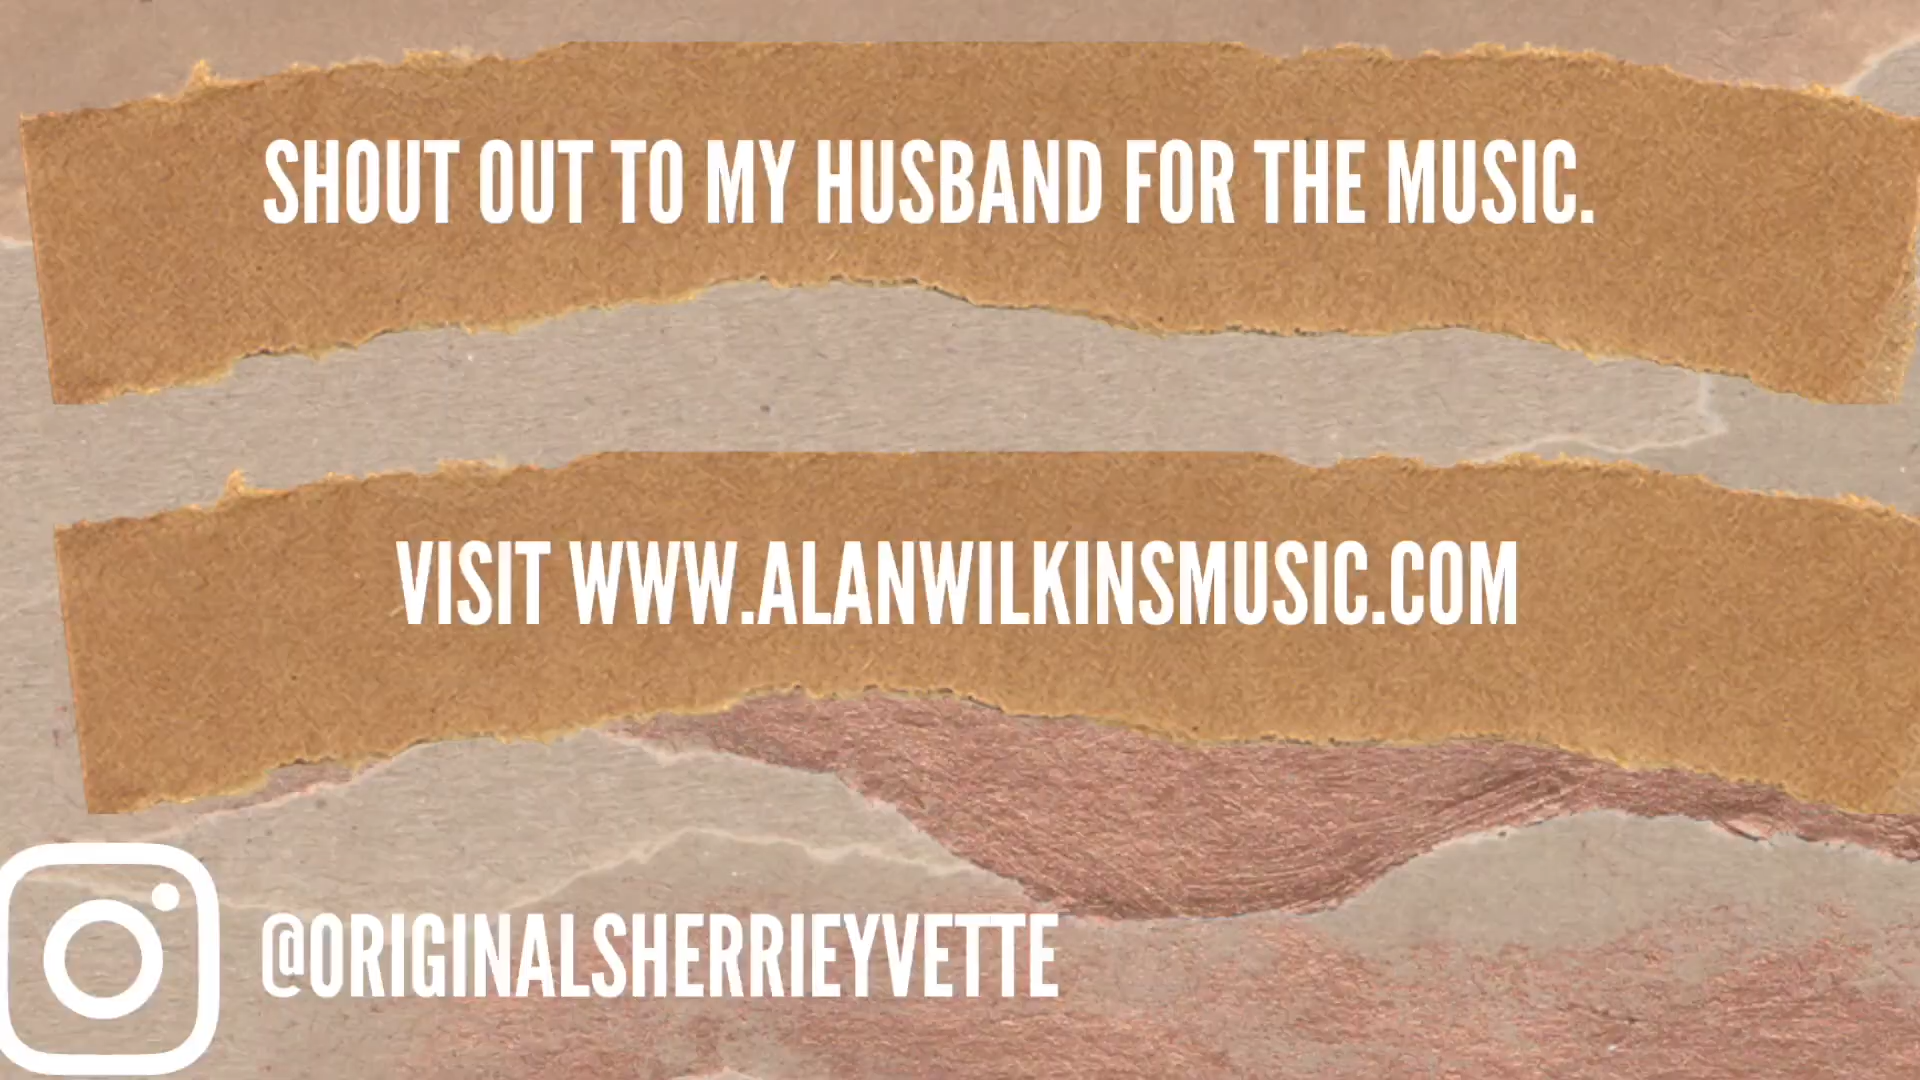 SHOUT OUT TO MY HUSBAND FOR THE MUSIC.
VISIT WWW.ALANWILKINSMUSIC.COM
@ORIGINALSHERRIEYVETTE